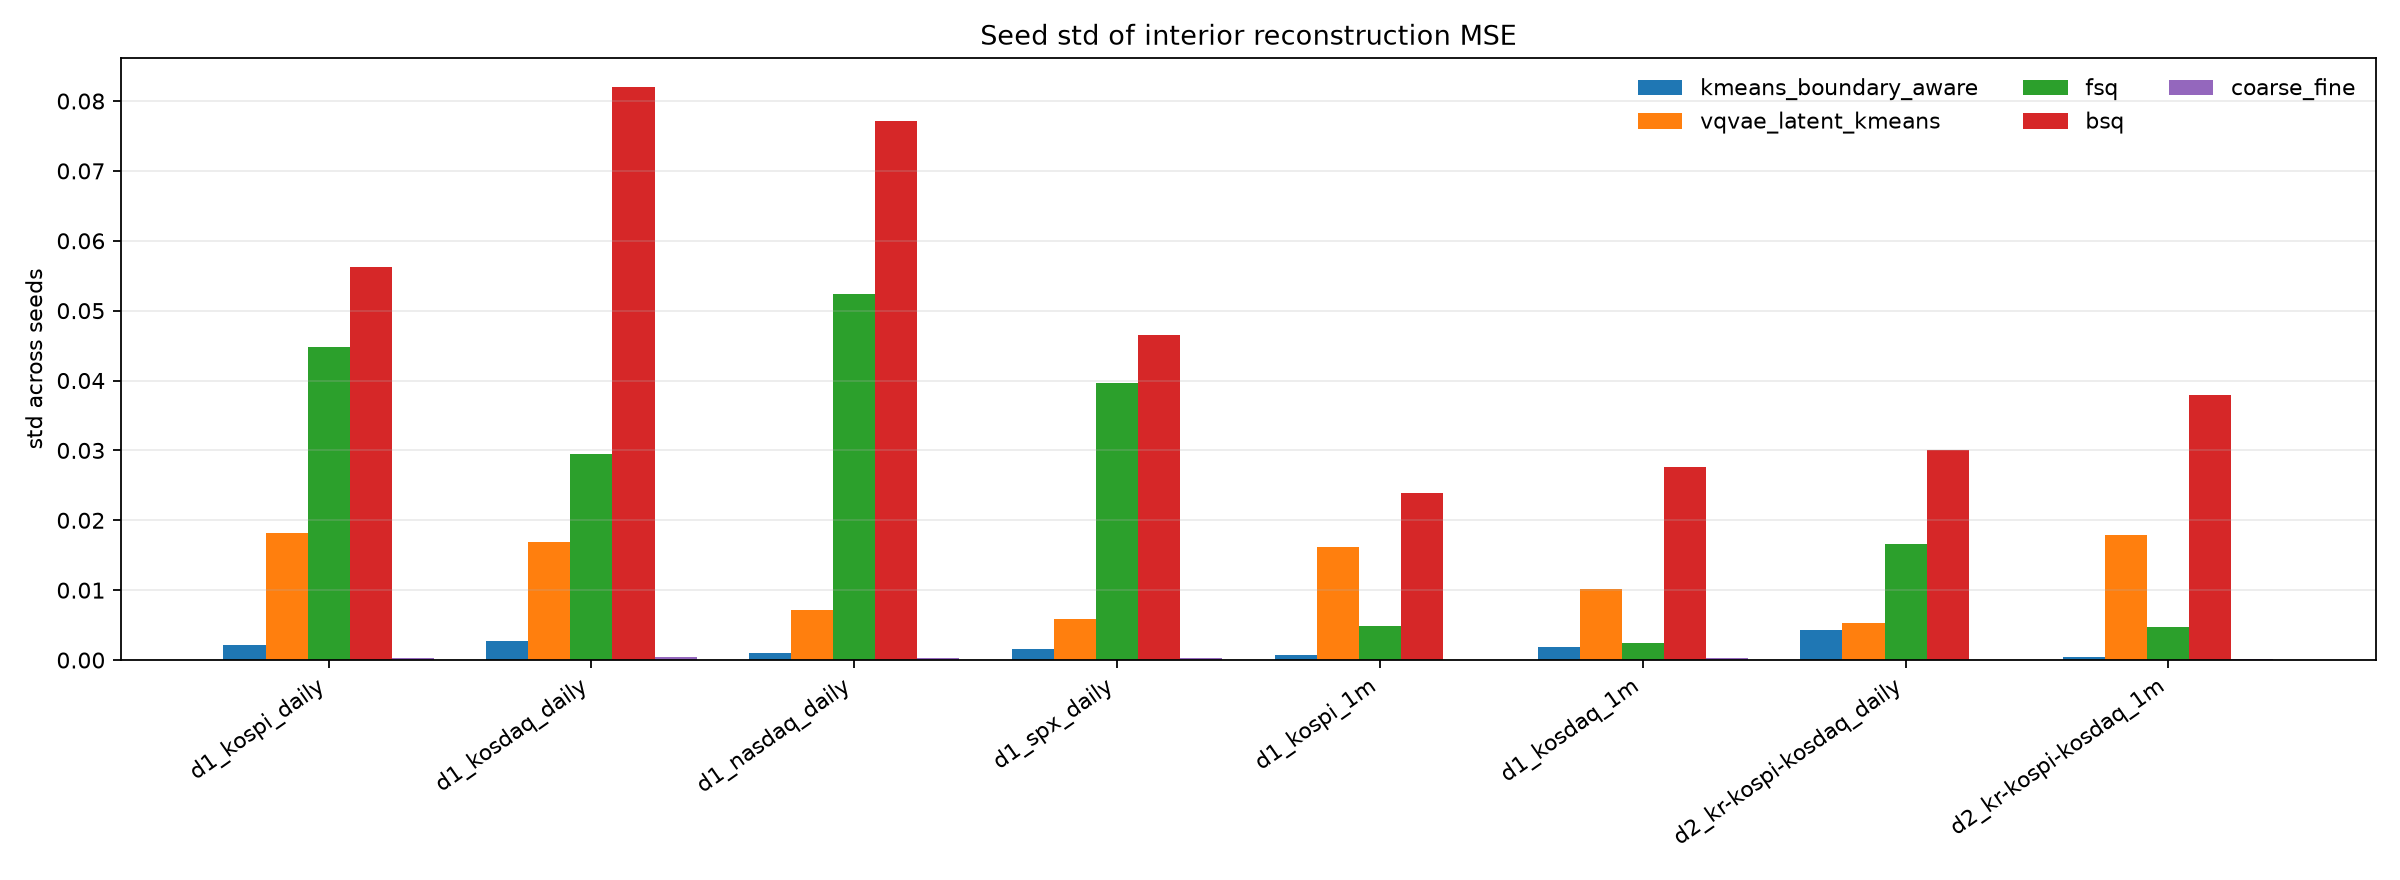 Seed std of interior reconstruction MSE
kmeans_boundary_aware
vqvae_latent_kmeans
fsq
bsq
coarse_fine
std across seeds
0.08
0.07
0.06
0.05
0.04
0.03
0.02
0.01
0.00
d1_kospi_daily
d1_kosdaq_daily
d1_nasdaq_daily
d1_spx_daily
d1_kospi_1m
d1_kosdaq_1m
d2_kr-kospi-kosdaq_daily
d2_kr-kospi-kosdaq_1m